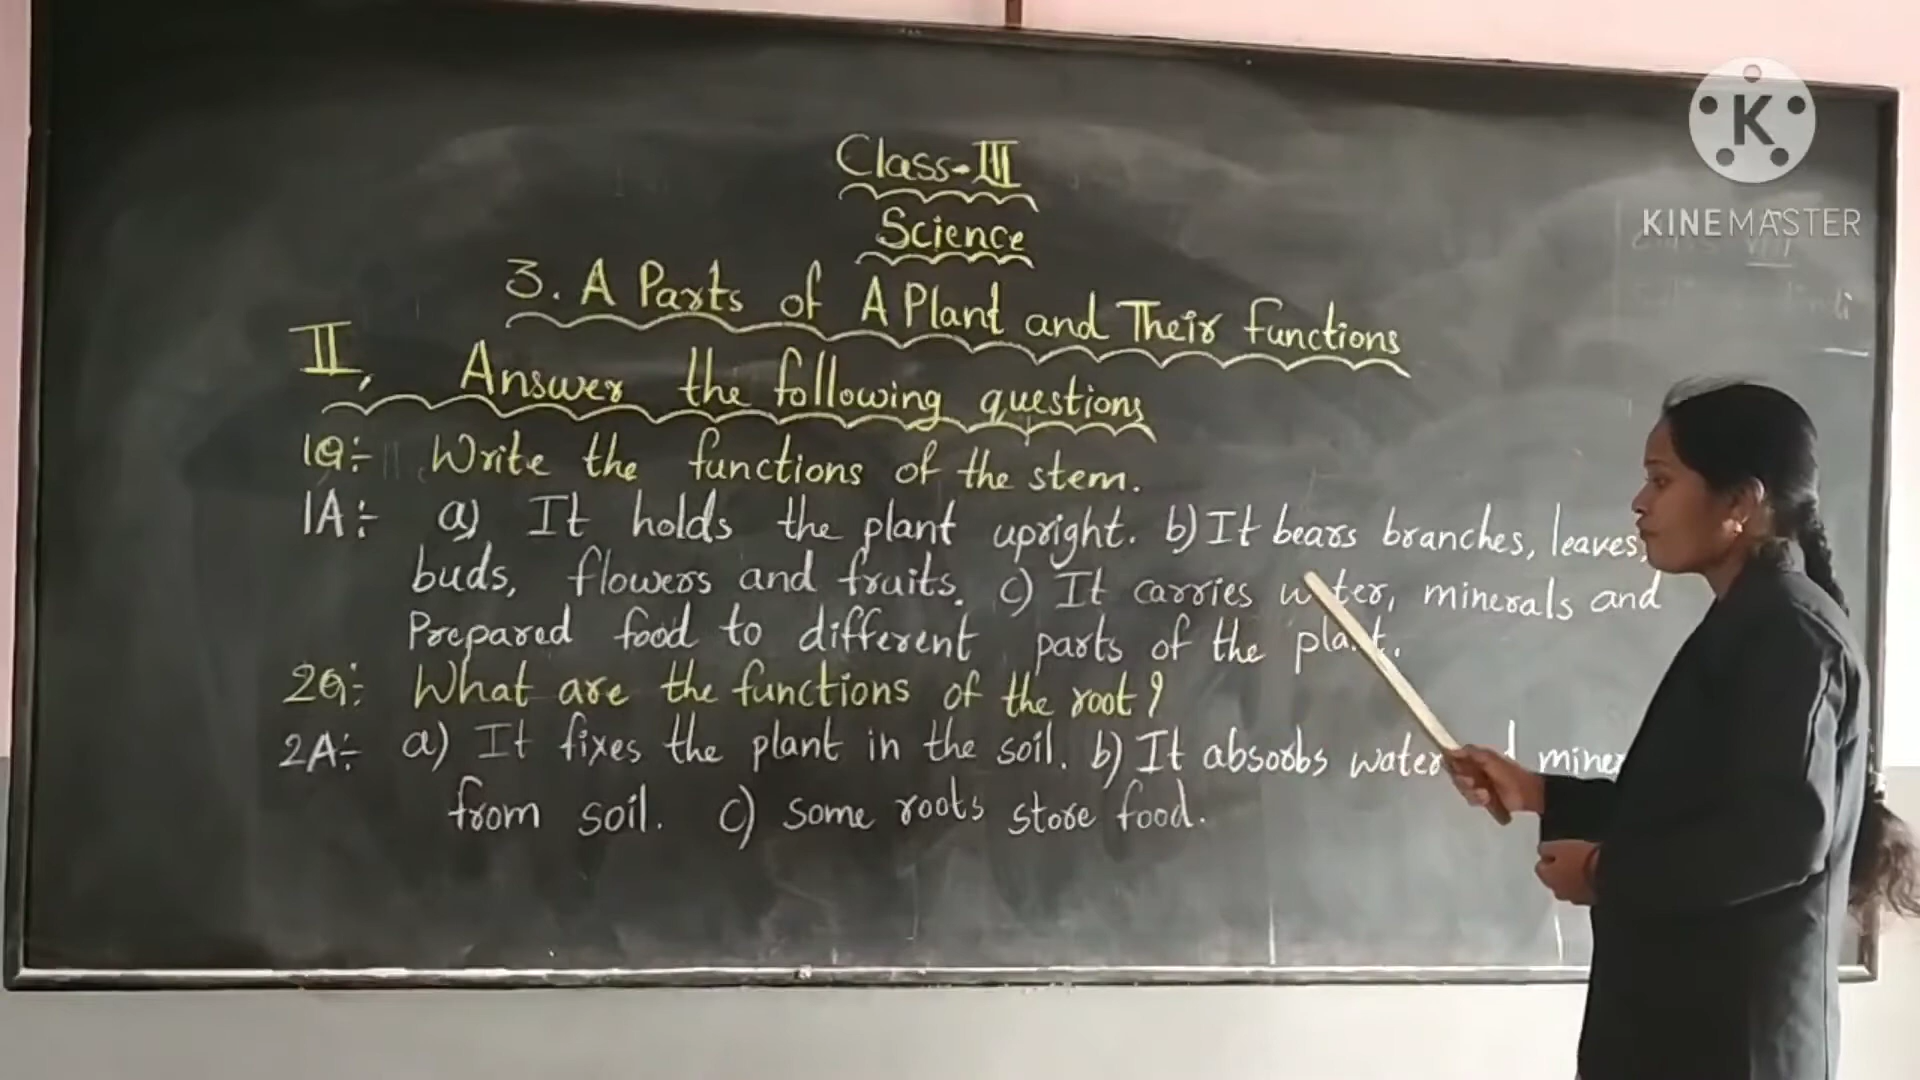 Class-III
Science
3. A Parts of A Plant and Their functions
II, Answer the following questions
1Q:- Write the functions of the stem.
1A:- a) It holds the plant upright. b) It bears branches, leaves,
buds, flowers and fruits. c) It carries water, minerals and
Prepared food to different parts of the plant.
2Q:- What are the functions of the root?
2A:- a) It fixes the plant in the soil. b) It absorbs water
from soil. c) Some roots store food.
K
KINEMASTER